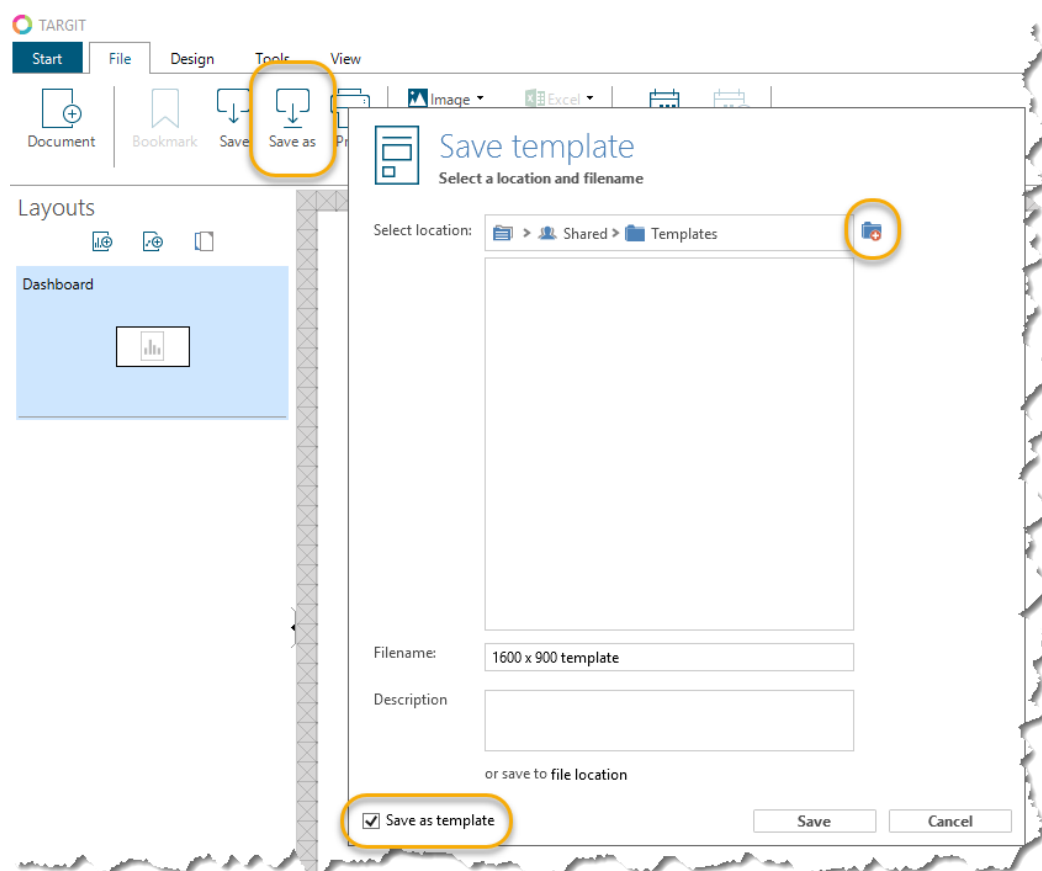 TARGIT
Start File Design Tools View
Image Excel
Document Bookmark Save Save as
Save template
Select a location and filename
Layouts
Select location: > Shared > Templates
Dashboard
Filename: 1600 x 900 template
Description
or save to file location
Save as template Save Cancel